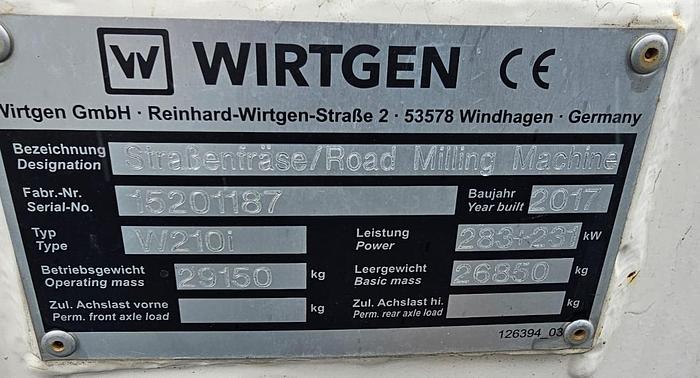 W WIRTGEN CE
Wirtgen GmbH · Reinhard-Wirtgen-Straße 2 · 53578 Windhagen · Germany
Bezeichnung
Designation
Straßenfräse/Road Milling Machine
Fabr.-Nr.
Serial-No.
15201187
Baujahr
Year built
2017
Typ
Type
W210i
Leistung
Power
283+231 kW
Betriebsgewicht
Operating mass
29150 kg
Leergewicht
Basic mass
26850 kg
Zul. Achslast vorne
Perm. front axle load
kg
Zul. Achslast hi.
Perm. rear axle load
kg
126394_03